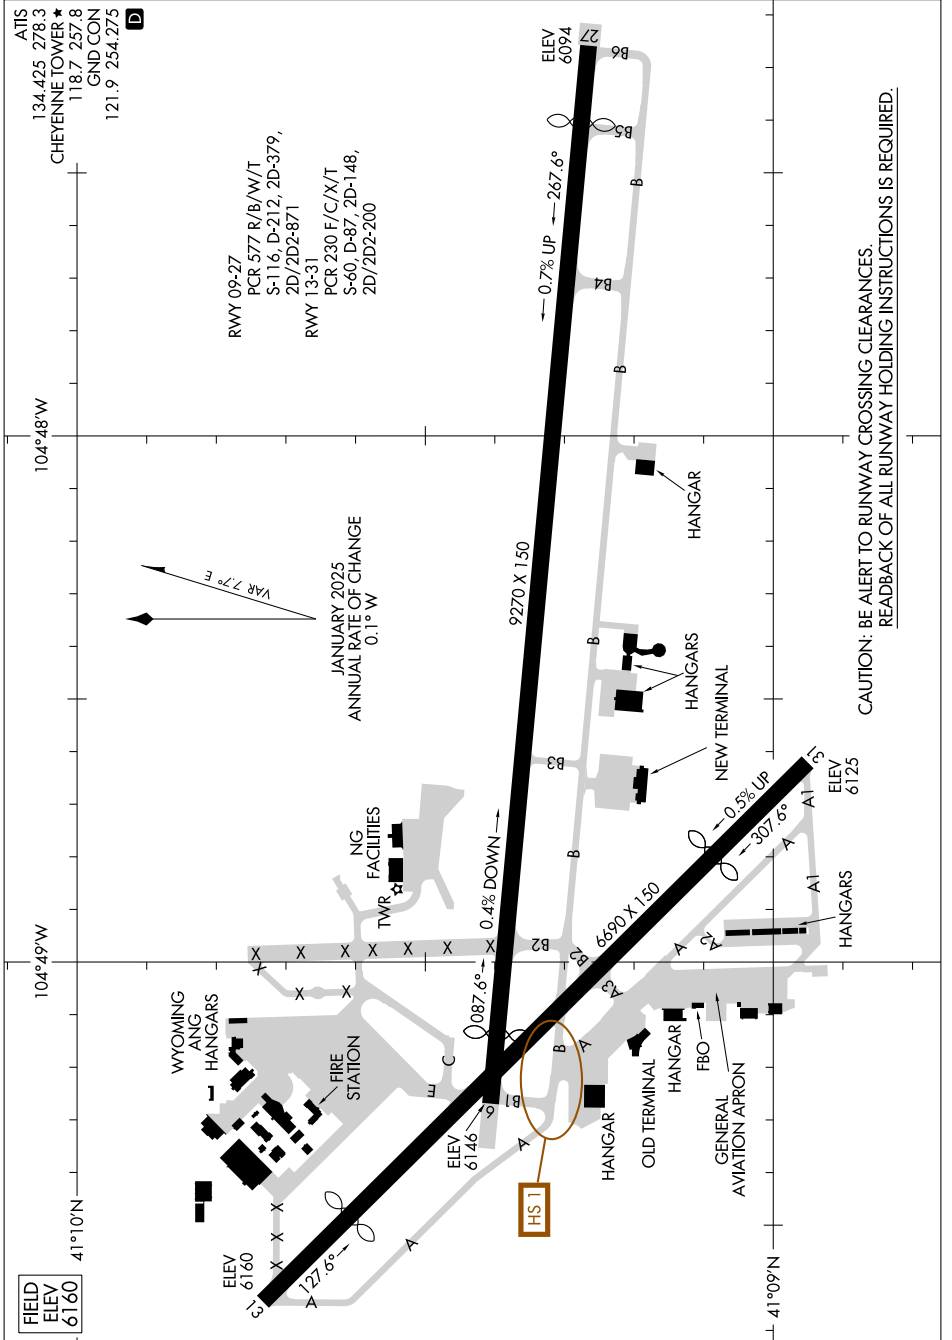 ATIS
134.425 278.3
CHEYENNE TOWER ★
118.7 257.8
GND CON
121.9 254.275
D
RWY 09-27
PCR 577 R/B/W/T
S-116, D-212, 2D-379,
2D/2D2-871
RWY 13-31
PCR 230 F/C/X/T
S-60, D-87, 2D-148,
2D/2D2-200
104°48'W
104°49'W
41°10'N
41°09'N
FIELD
ELEV
6160
VAR 7.7° E
JANUARY 2025
ANNUAL RATE OF CHANGE
0.1° W
ELEV
6094
27
B6
B5
B
267.6°
0.7% UP
B4
B
HANGAR
9270 X 150
B
HANGARS
NEW TERMINAL
B3
B
NG
FACILITIES
TWR
0.4% DOWN
087.6°
X
X
X
X
X
X
X
X
X
X
B2
B2
6690 X 150
0.5% UP
307.6°
31
ELEV
6125
A1
A
A1
HANGARS
A2
A
A3
WYOMING
ANG
HANGARS
FIRE
STATION
C
E
9
ELEV
6146
B1
B
A
A
HS 1
HANGAR
OLD TERMINAL
HANGAR
FBO
GENERAL
AVIATION APRON
X
X
X
ELEV
6160
13
127.6°
A
A
CAUTION: BE ALERT TO RUNWAY CROSSING CLEARANCES.
READBACK OF ALL RUNWAY HOLDING INSTRUCTIONS IS REQUIRED.